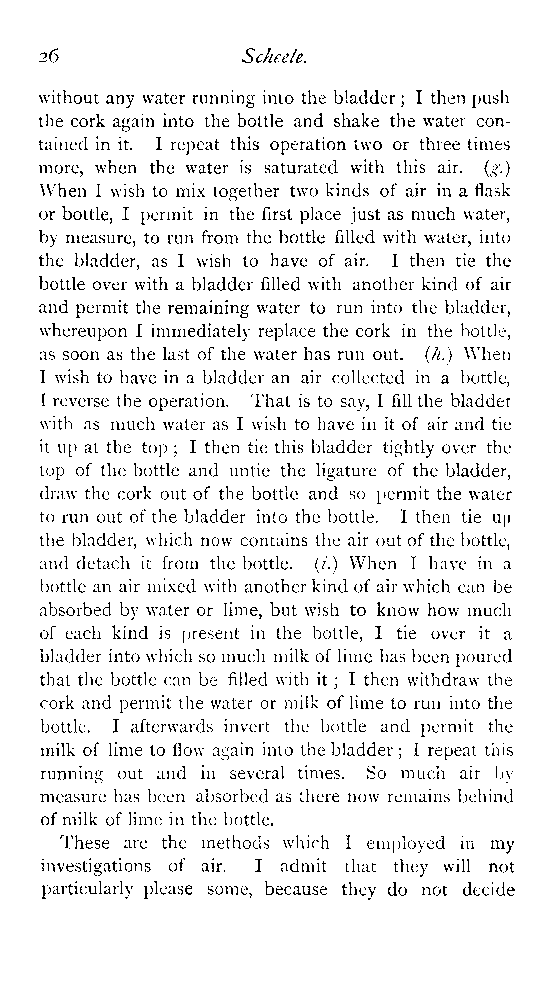 26 Scheele.
without any water running into the bladder ; I then push
the cork again into the bottle and shake the water con-
tained in it. I repeat this operation two or three times
more, when the water is saturated with this air. (g.)
When I wish to mix together two kinds of air in a flask
or bottle, I permit in the first place just as much water,
by measure, to run from the bottle filled with water, into
the bladder, as I wish to have of air. I then tie the
bottle over with a bladder filled with another kind of air
and permit the remaining water to run into the bladder,
whereupon I immediately replace the cork in the bottle,
as soon as the last of the water has run out. (h.) When
I wish to have in a bladder an air collected in a bottle,
I reverse the operation. That is to say, I fill the bladder
with as much water as I wish to have in it of air and tie
it up at the top ; I then tie this bladder tightly over the
top of the bottle and untie the ligature of the bladder,
draw the cork out of the bottle and so permit the water
to run out of the bladder into the bottle. I then tie up
the bladder, which now contains the air out of the bottle,
and detach it from the bottle. (i.) When I have in a
bottle an air mixed with another kind of air which can be
absorbed by water or lime, but wish to know how much
of each kind is present in the bottle, I tie over it a
bladder into which so much milk of lime has been poured
that the bottle can be filled with it ; I then withdraw the
cork and permit the water or milk of lime to run into the
bottle. I afterwards invert the bottle and permit the
milk of lime to flow again into the bladder ; I repeat this
running out and in several times. So much air by
measure has been absorbed as there now remains behind
of milk of lime in the bottle.
These are the methods which I employed in my
investigations of air. I admit that they will not
particularly please some, because they do not decide